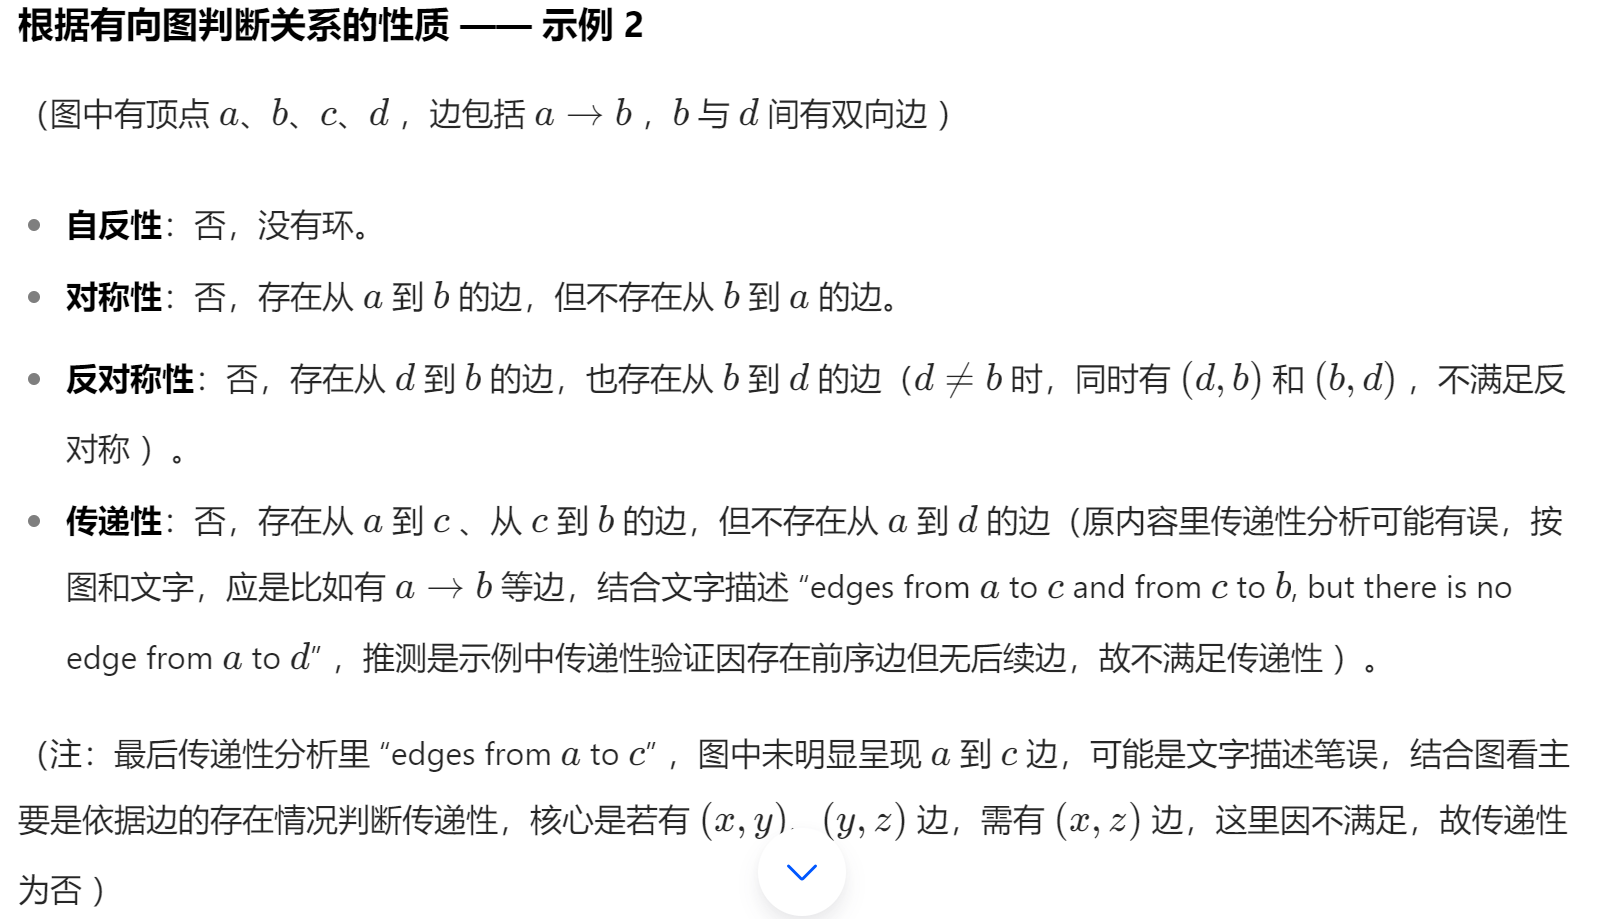 根据有向图判断关系的性质 —— 示例 2
（图中有顶点 a、b、c、d ，边包括 a → b ，b 与 d 间有双向边 ）
• 自反性：否，没有环。
• 对称性：否，存在从 a 到 b 的边，但不存在从 b 到 a 的边。
• 反对称性：否，存在从 d 到 b 的边，也存在从 b 到 d 的边（d ≠ b 时，同时有 (d, b) 和 (b, d) ，不满足反
对称 ）。
• 传递性：否，存在从 a 到 c 、从 c 到 b 的边，但不存在从 a 到 d 的边（原内容里传递性分析可能有误，按
图和文字，应是比如有 a → b 等边，结合文字描述 “edges from a to c and from c to b, but there is no
edge from a to d” ，推测是示例中传递性验证因存在前序边但无后续边，故不满足传递性 ）。
（注：最后传递性分析里 “edges from a to c” ，图中未明显呈现 a 到 c 边，可能是文字描述笔误，结合图看主
要是依据边的存在情况判断传递性，核心是若有 (x, y) (y, z) 边，需有 (x, z) 边，这里因不满足，故传递性
为否 ）